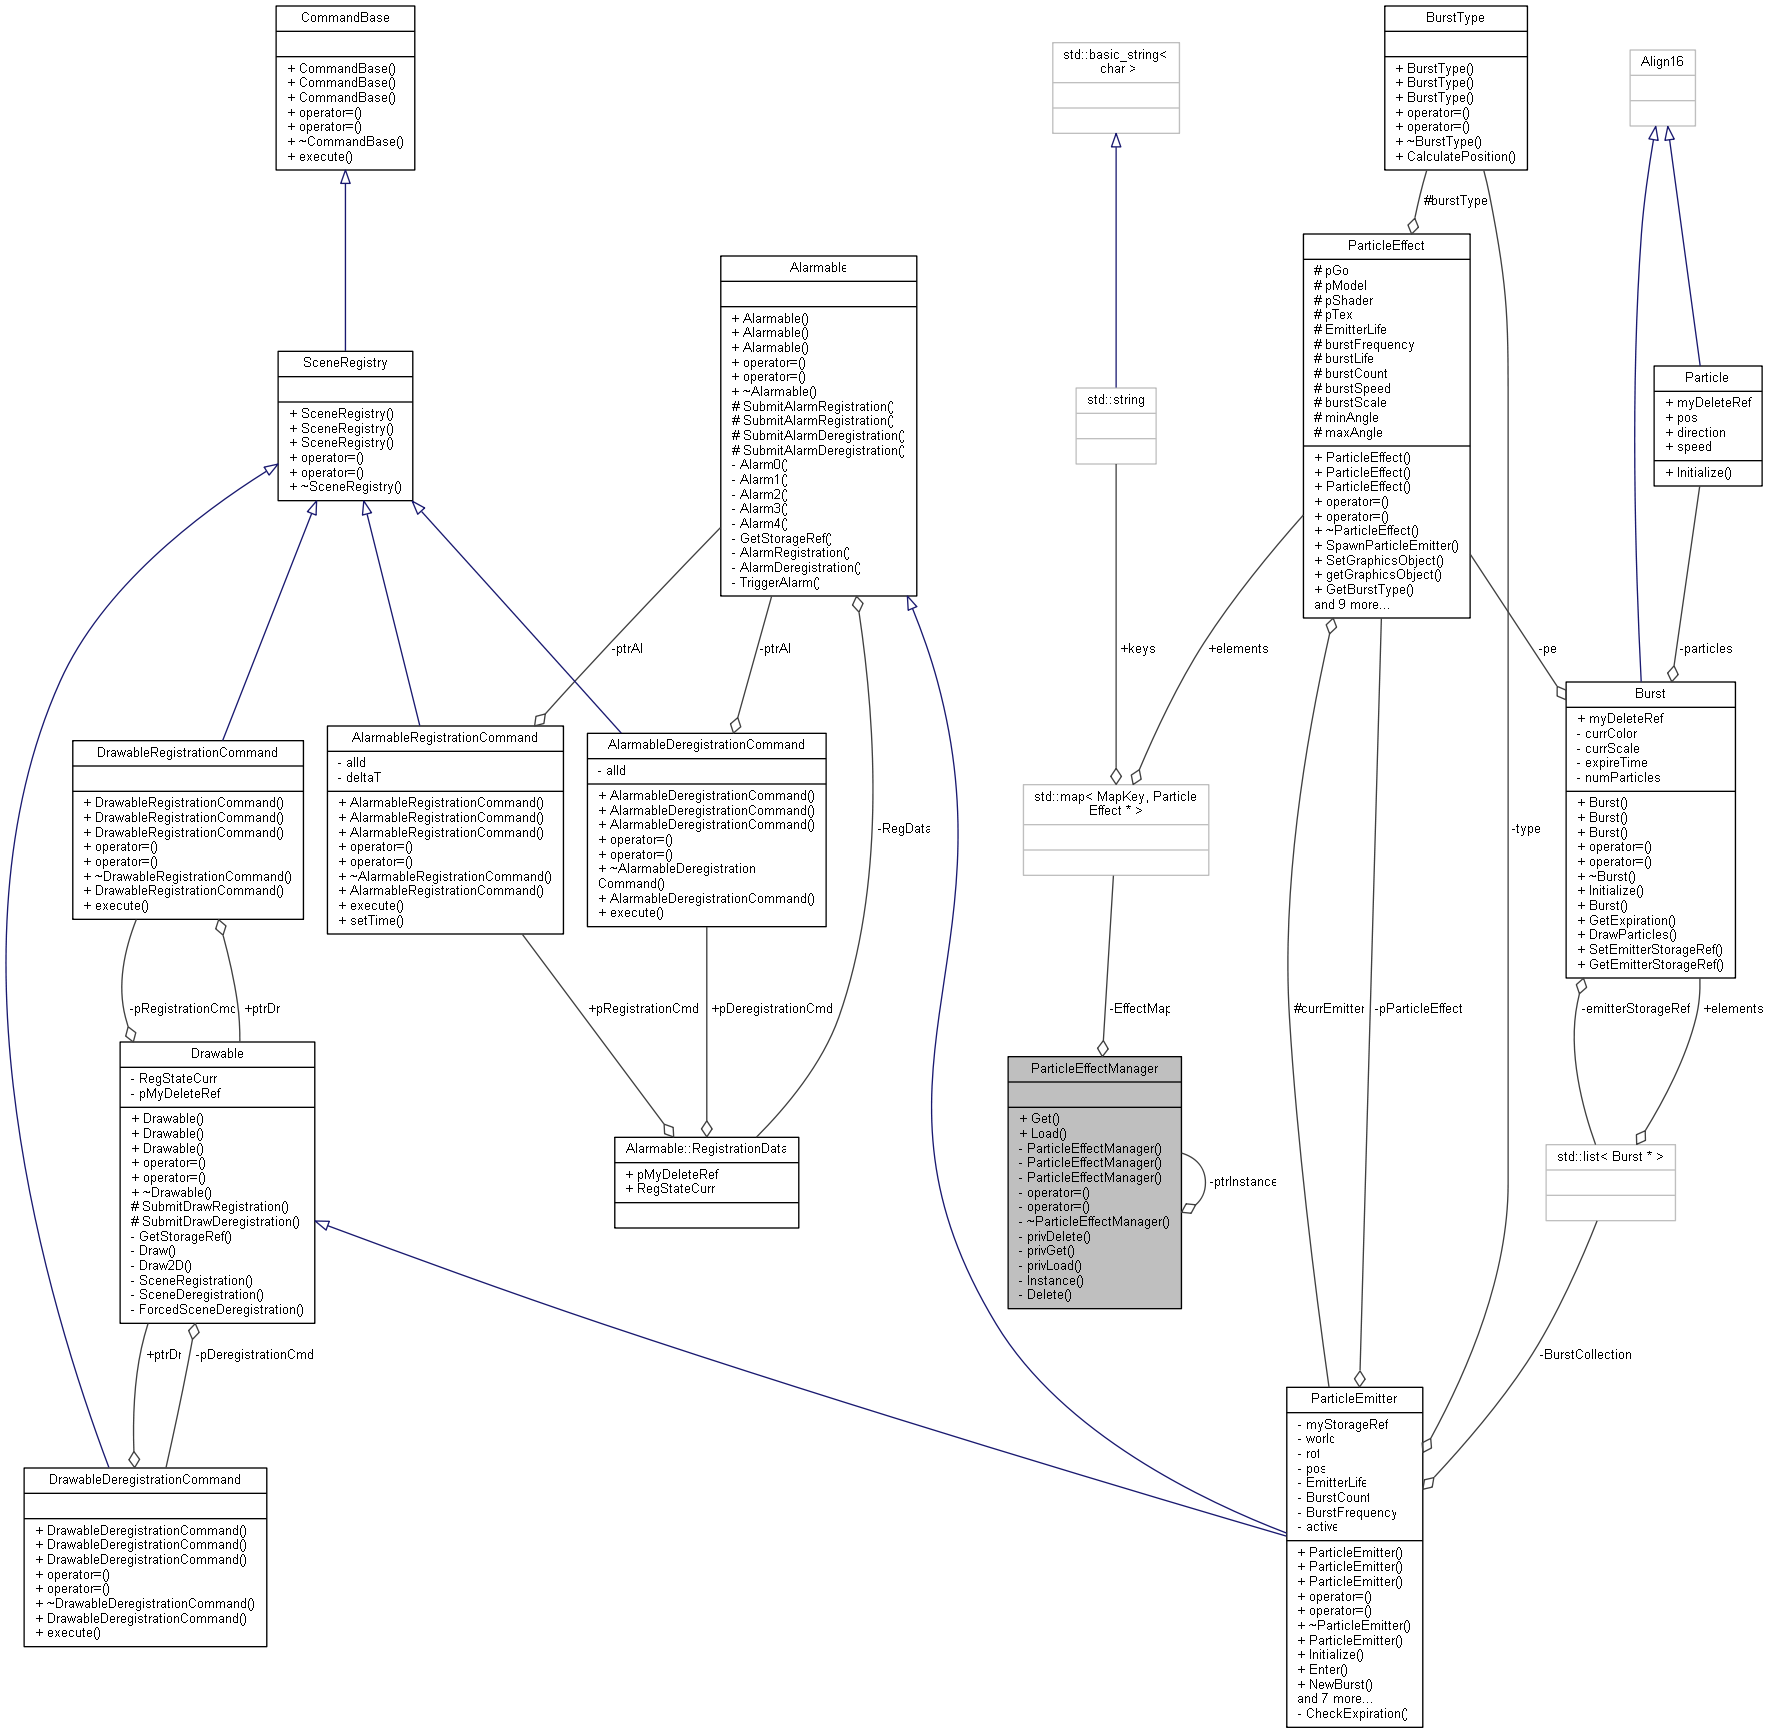 CommandBase
+ CommandBase()
+ CommandBase()
+ CommandBase()
+ operator=()
+ operator=()
+ ~CommandBase()
+ execute()
std::basic_string<
char >
BurstType
+ BurstType()
+ BurstType()
+ BurstType()
+ operator=()
+ operator=()
+ ~BurstType()
+ CalculatePosition()
Align16
#burstType
SceneRegistry
+ SceneRegistry()
+ SceneRegistry()
+ SceneRegistry()
+ operator=()
+ operator=()
+ ~SceneRegistry()
Alarmable
+ Alarmable()
+ Alarmable()
+ Alarmable()
+ operator=()
+ operator=()
+ ~Alarmable()
# SubmitAlarmRegistration()
# SubmitAlarmRegistration()
# SubmitAlarmDeregistration()
# SubmitAlarmDeregistration()
- Alarm0()
- Alarm1()
- Alarm2()
- Alarm3()
- Alarm4()
- GetStorageRef()
- AlarmRegistration()
- AlarmDeregistration()
- TriggerAlarm()
std::string
ParticleEffect
# pGo
# pModel
# pShader
# pTex
# EmitterLife
# burstFrequency
# burstLife
# burstCount
# burstSpeed
# burstScale
# minAngle
# maxAngle
+ ParticleEffect()
+ ParticleEffect()
+ ParticleEffect()
+ operator=()
+ operator=()
+ ~ParticleEffect()
+ SpawnParticleEmitter()
+ SetGraphicsObject()
+ getGraphicsObject()
+ GetBurstType()
and 9 more...
Particle
+ myDeleteRef
+ pos
+ direction
+ speed
+ Initialize()
-ptrAl
-ptrAl
+keys
+elements
-pe
-particles
DrawableRegistrationCommand
+ DrawableRegistrationCommand()
+ DrawableRegistrationCommand()
+ DrawableRegistrationCommand()
+ operator=()
+ operator=()
+ ~DrawableRegistrationCommand()
+ DrawableRegistrationCommand()
+ execute()
AlarmableRegistrationCommand
- alId
- deltaT
+ AlarmableRegistrationCommand()
+ AlarmableRegistrationCommand()
+ AlarmableRegistrationCommand()
+ operator=()
+ operator=()
+ ~AlarmableRegistrationCommand()
+ AlarmableRegistrationCommand()
+ execute()
+ setTime()
AlarmableDeregistrationCommand
- alId
+ AlarmableDeregistrationCommand()
+ AlarmableDeregistrationCommand()
+ AlarmableDeregistrationCommand()
+ operator=()
+ operator=()
+ ~AlarmableDeregistration
Command()
+ AlarmableDeregistrationCommand()
+ execute()
-RegData
std::map< MapKey, Particle
Effect * >
-type
Burst
+ myDeleteRef
- currColor
- currScale
- expireTime
- numParticles
+ Burst()
+ Burst()
+ Burst()
+ operator=()
+ operator=()
+ ~Burst()
+ Initialize()
+ Burst()
+ GetExpiration()
+ DrawParticles()
+ SetEmitterStorageRef()
+ GetEmitterStorageRef()
-pRegistrationCmd
+ptrDr
+pRegistrationCmd
+pDeregistrationCmd
-EffectMap
#currEmitter
-pParticleEffect
-emitterStorageRef
+elements
Drawable
- RegStateCurr
- pMyDeleteRef
+ Drawable()
+ Drawable()
+ Drawable()
+ operator=()
+ operator=()
+ ~Drawable()
# SubmitDrawRegistration()
# SubmitDrawDeregistration()
- GetStorageRef()
- Draw()
- Draw2D()
- SceneRegistration()
- SceneDeregistration()
- ForcedSceneDeregistration()
Alarmable::RegistrationData
+ pMyDeleteRef
+ RegStateCurr
ParticleEffectManager
+ Get()
+ Load()
- ParticleEffectManager()
- ParticleEffectManager()
- ParticleEffectManager()
- operator=()
- operator=()
- ~ParticleEffectManager()
- privDelete()
- privGet()
- privLoad()
- Instance()
- Delete()
-ptrInstance
std::list< Burst * >
+ptrDr
-pDeregistrationCmd
-BurstCollection
DrawableDeregistrationCommand
+ DrawableDeregistrationCommand()
+ DrawableDeregistrationCommand()
+ DrawableDeregistrationCommand()
+ operator=()
+ operator=()
+ ~DrawableDeregistrationCommand()
+ DrawableDeregistrationCommand()
+ execute()
ParticleEmitter
- myStorageRef
- world
- rot
- pos
- EmitterLife
- BurstCount
- BurstFrequency
- active
+ ParticleEmitter()
+ ParticleEmitter()
+ ParticleEmitter()
+ operator=()
+ operator=()
+ ~ParticleEmitter()
+ ParticleEmitter()
+ Initialize()
+ Enter()
+ NewBurst()
and 7 more...
- CheckExpiration()